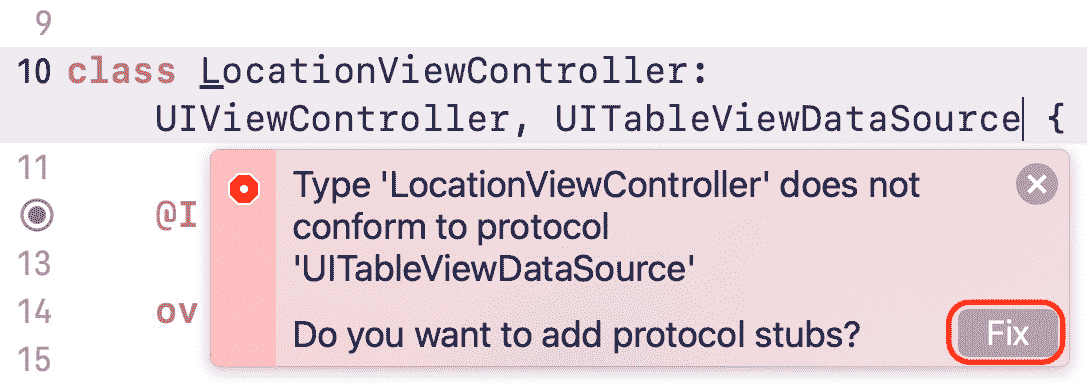 9
10 class LocationViewController:
UIViewController, UITableViewDataSource {
11
@I
13
14 ov
15
Type 'LocationViewController' does not
conform to protocol
'UITableViewDataSource'
Do you want to add protocol stubs? Fix